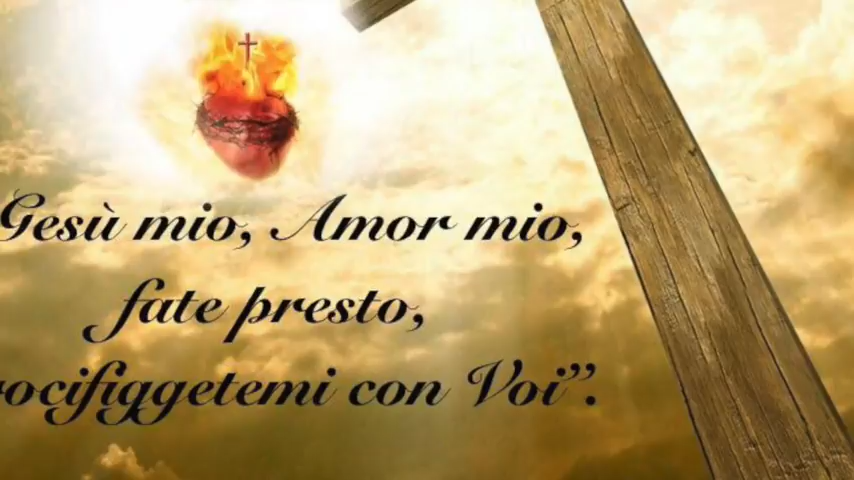 Gesù mio, Amor mio,
fate presto,
rocifiggetemi con Voi”.